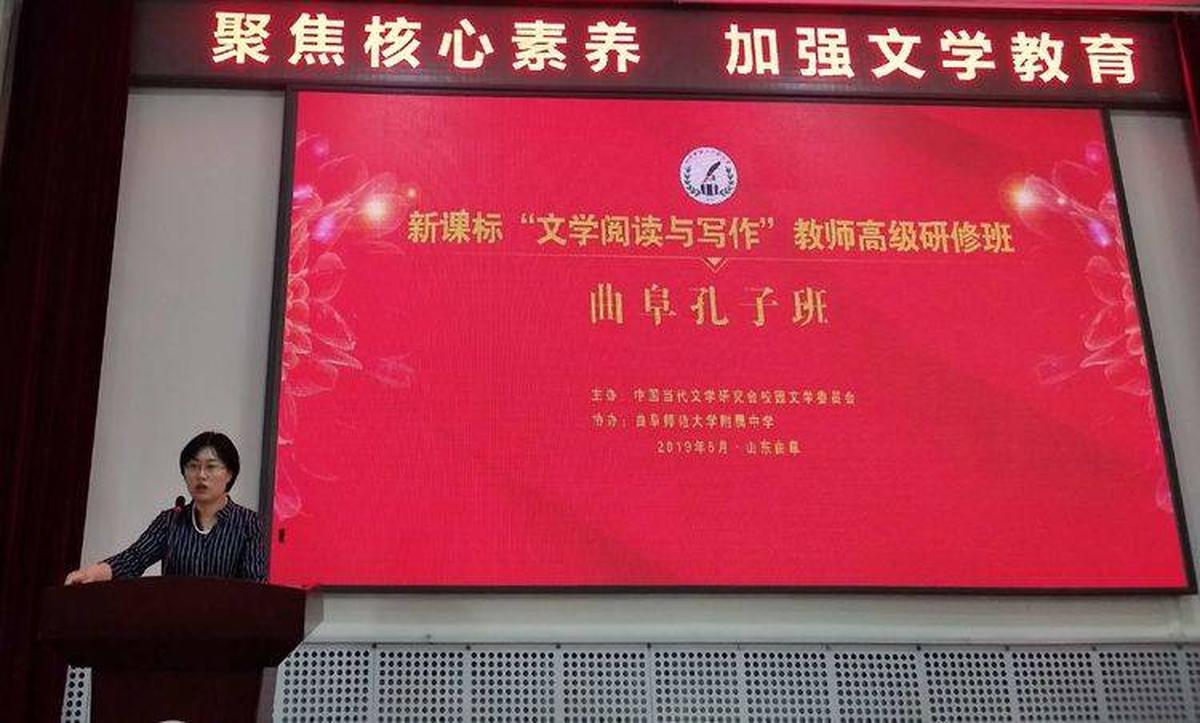 聚焦核心素养 加强文学教育
新课标“文学阅读与写作”教师高级研修班
曲阜孔子班
主办：中国当代文学研究会校园文学委员会
协办：曲阜师范大学附属中学
2019年5月·山东曲阜